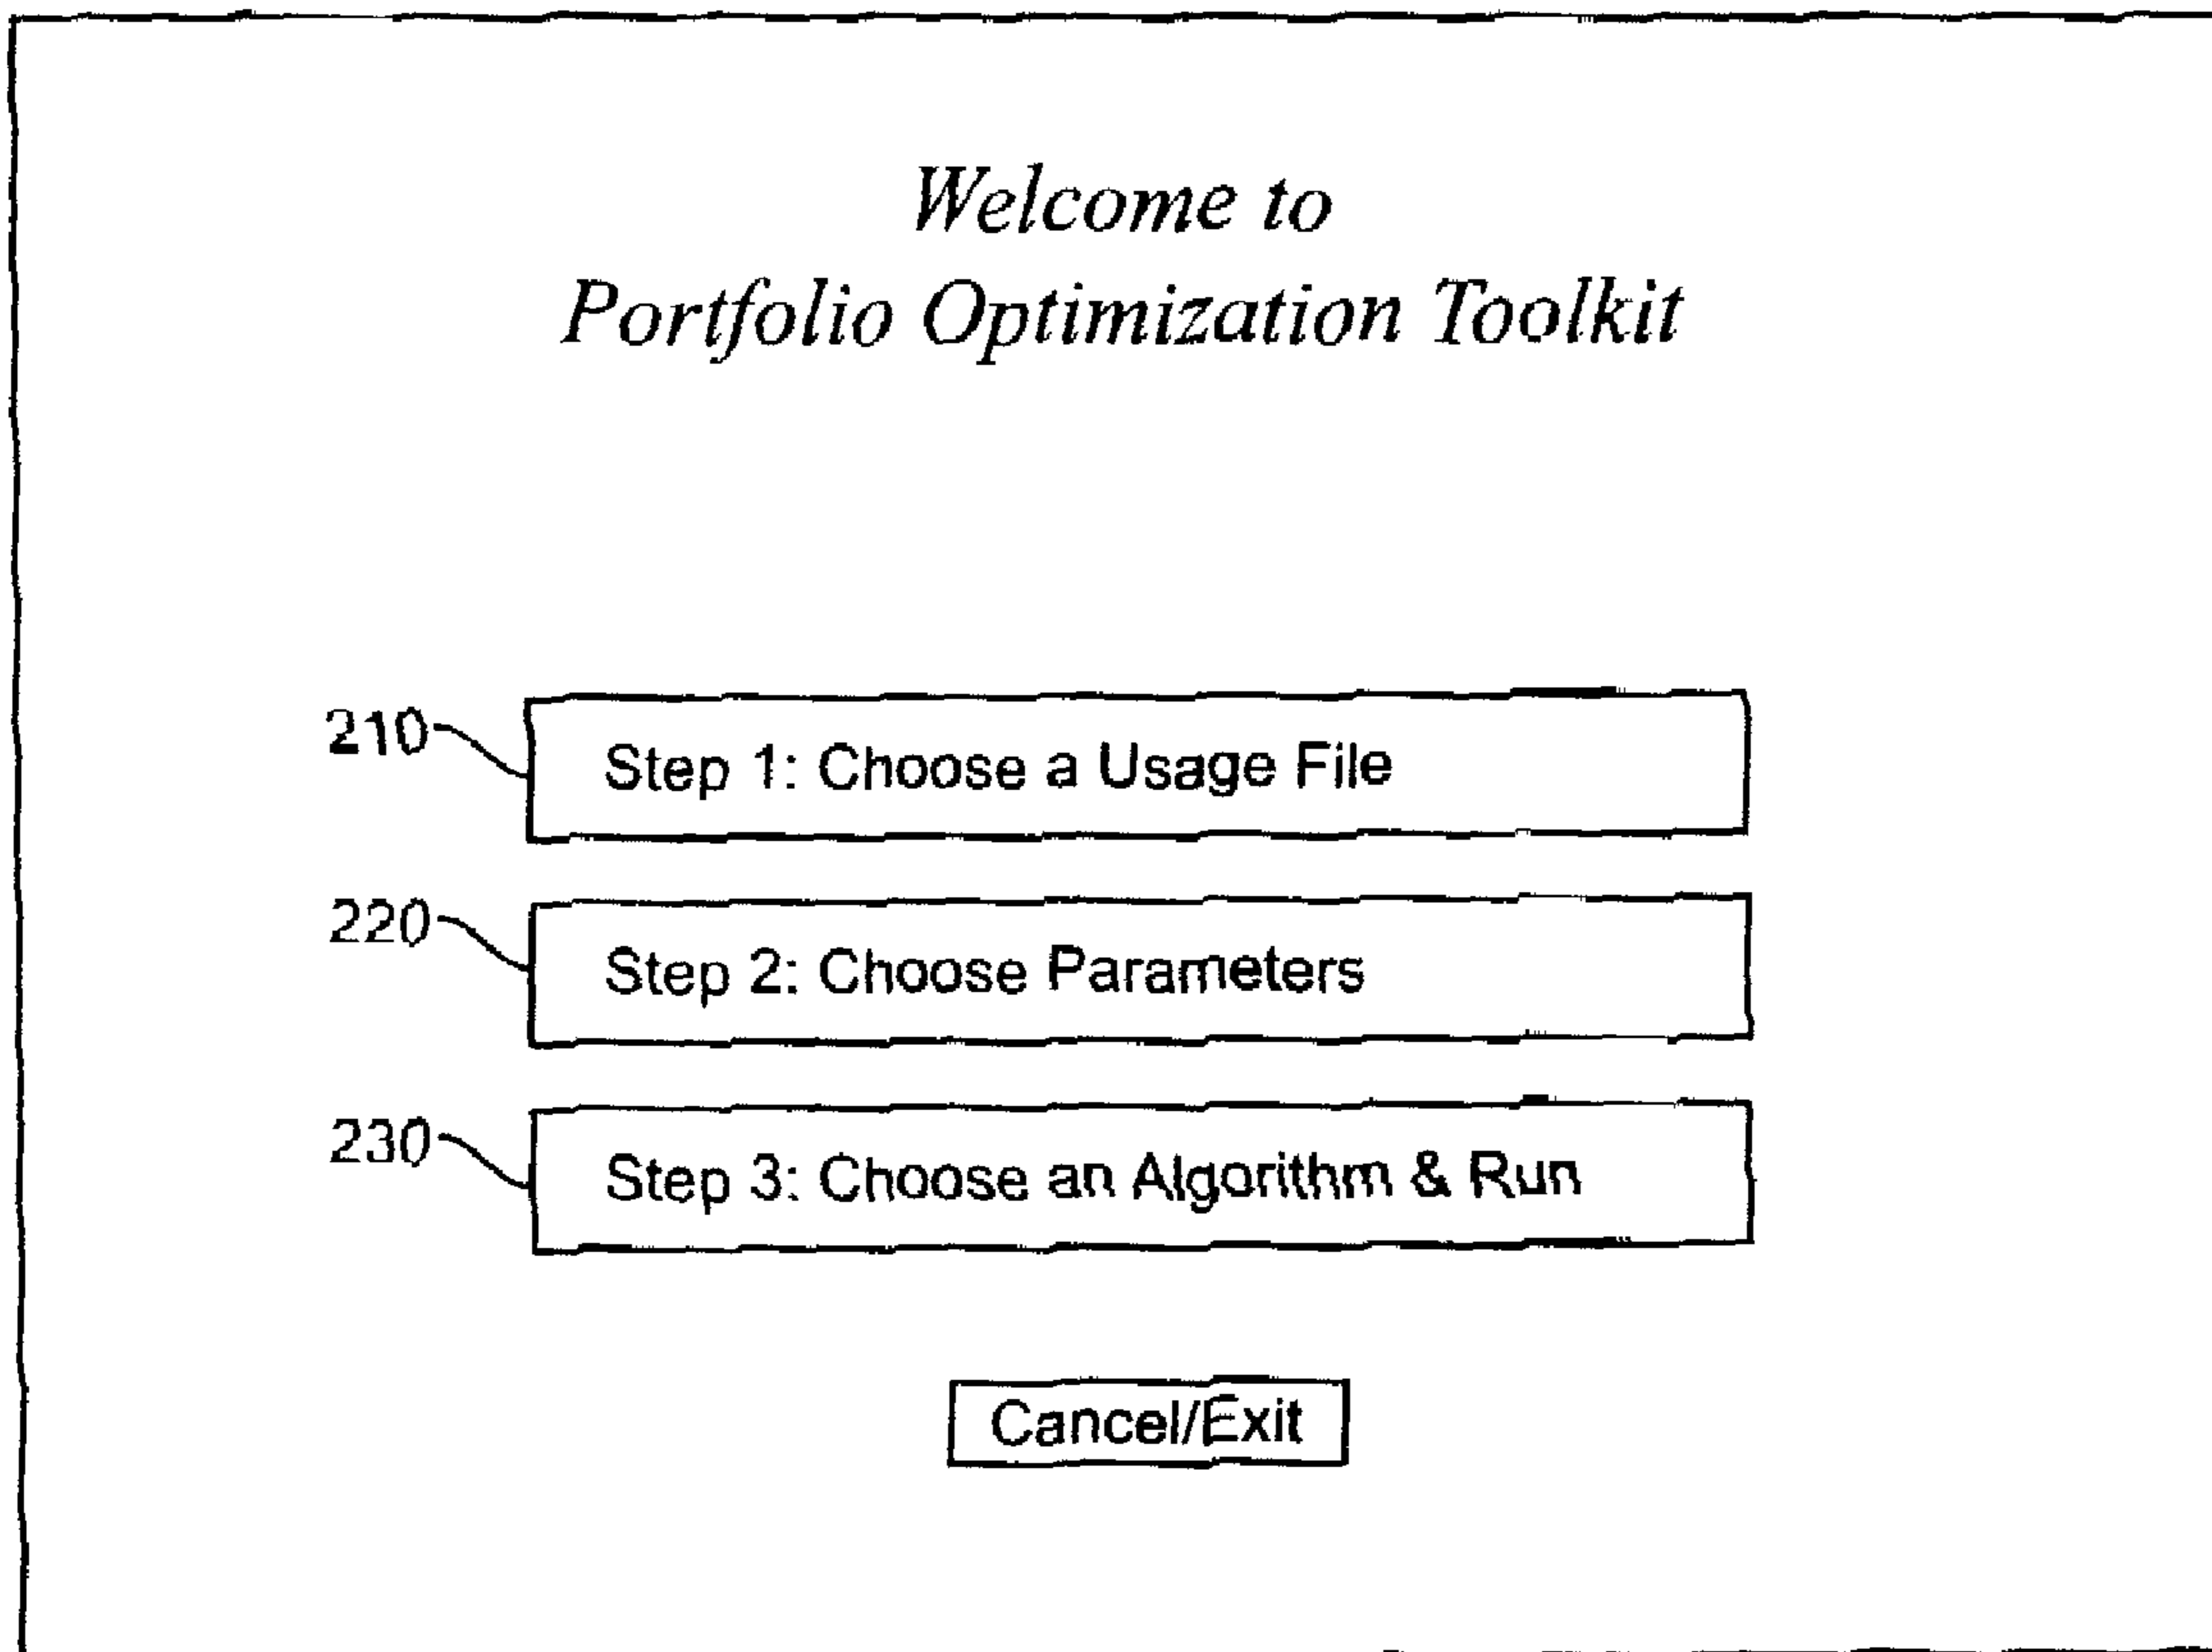 Welcome to
Portfolio Optimization Toolkit
210
Step 1: Choose a Usage File
220
Step 2: Choose Parameters
230
Step 3: Choose an Algorithm & Run
Cancel/Exit